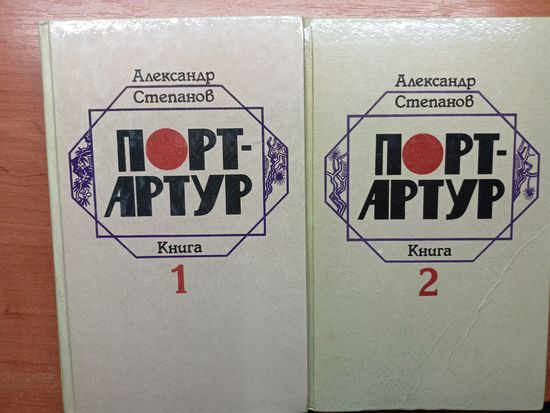 Александр
Степанов
ПОРТ-
АРТУР
Книга
1
Александр
Степанов
ПОРТ-
АРТУР
Книга
2